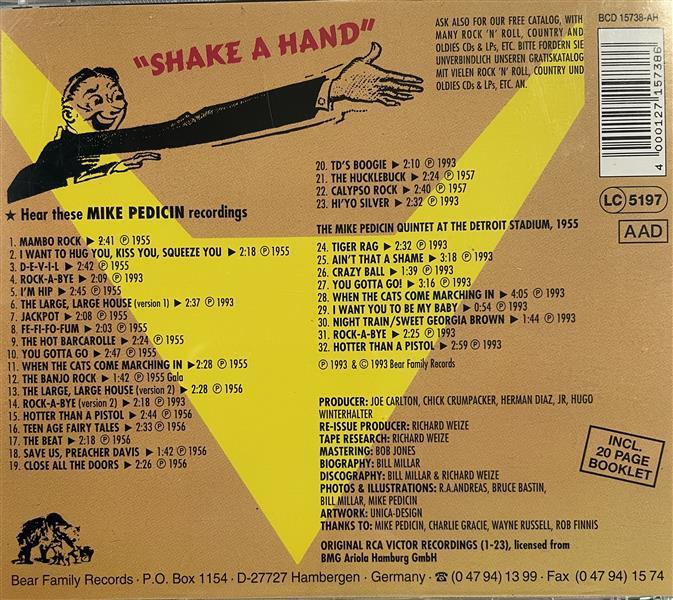 "SHAKE A HAND"
ASK ALSO FOR OUR FREE CATALOG, WITH
MANY ROCK 'N' ROLL, COUNTRY AND
OLDIES CDs & LPs, ETC. BITTE FORDERN SIE
UNVERBINDLICH UNSEREN GRATISKATALOG
MIT VIELEN ROCK 'N' ROLL, COUNTRY UND
OLDIES CDs & LPs, ETC. AN.
BCD 15738-AH
4 000127 157386
LC 5197
AAD
★ Hear these MIKE PEDICIN recordings
1. MAMBO ROCK ► 2:41 ℗ 1955
2. I WANT TO HUG YOU, KISS YOU, SQUEEZE YOU ► 2:18 ℗ 1955
3. D-E-V-I-L ► 2:42 ℗ 1955
4. ROCK-A-BYE ► 2:09 ℗ 1993
5. I'M HIP ► 2:45 ℗ 1955
6. THE LARGE, LARGE HOUSE (version 1) ► 2:37 ℗ 1993
7. JACKPOT ► 2:08 ℗ 1955
8. FE-FI-FO-FUM ► 2:03 ℗ 1955
9. THE HOT BARCAROLLE ► 2:24 ℗ 1955
10. YOU GOTTA GO ► 2:47 ℗ 1955
11. WHEN THE CATS COME MARCHING IN ►2:28 ℗ 1955
12. THE BANJO ROCK ► 1:42 ℗ 1955 Gala
13. THE LARGE, LARGE HOUSE (version 2) ► 2:28 ℗ 1956
14. ROCK-A-BYE (version 2) ► 2:18 ℗ 1993
15. HOTTER THAN A PISTOL ► 2:44 ℗ 1956
16. TEEN AGE FAIRY TALES ► 2:33 ℗ 1956
17. THE BEAT ► 2:18 ℗ 1956
18. SAVE US, PREACHER DAVIS ► 1:42 ℗ 1956
19. CLOSE ALL THE DOORS ► 2:26 ℗ 1956
20. TD'S BOOGIE ► 2:10 ℗ 1993
21. THE HUCKLEBUCK ► 2:24 ℗ 1957
22. CALYPSO ROCK ► 2:40 ℗ 1957
23. HI'YO SILVER ► 2:32 ℗ 1993
THE MIKE PEDICIN QUINTET AT THE DETROIT STADIUM, 1955
24. TIGER RAG ► 2:32 ℗ 1993
25. AIN'T THAT A SHAME ► 3:18 ℗ 1993
26. CRAZY BALL ► 1:39 ℗ 1993
27. YOU GOTTA GO! ► 3:16 ℗ 1993
28. WHEN THE CATS COME MARCHING IN ► 4:05 ℗ 1993
29. I WANT YOU TO BE MY BABY ► 0:54 ℗ 1993
30. NIGHT TRAIN/SWEET GEORGIA BROWN ► 1:44 ℗ 1993
31. ROCK-A-BYE ► 2:25 ℗ 1993
32. HOTTER THAN A PISTOL ► 2:59 ℗ 1993
℗ 1993 & © 1993 Bear Family Records
PRODUCER: JOE CARLTON, CHICK CRUMPACKER, HERMAN DIAZ, JR, HUGO
WINTERHALTER
RE-ISSUE PRODUCER: RICHARD WEIZE
TAPE RESEARCH: RICHARD WEIZE
MASTERING: BOB JONES
BIOGRAPHY: BILL MILLAR
DISCOGRAPHY: BILL MILLAR & RICHARD WEIZE
PHOTOS & ILLUSTRATIONS: R.A.ANDREAS, BRUCE BASTIN,
BILL MILLAR, MIKE PEDICIN
ARTWORK: UNICA-DESIGN
THANKS TO: MIKE PEDICIN, CHARLIE GRACIE, WAYNE RUSSELL, ROB FINNIS
INCL.
20 PAGE
BOOKLET
ORIGINAL RCA VICTOR RECORDINGS (1-23), licensed from
BMG Ariola Hamburg GmbH
Bear Family Records · P.O. Box 1154 · D-27727 Hambergen · Germany · ☎ (0 47 94) 13 99 · Fax (0 47 94) 15 74